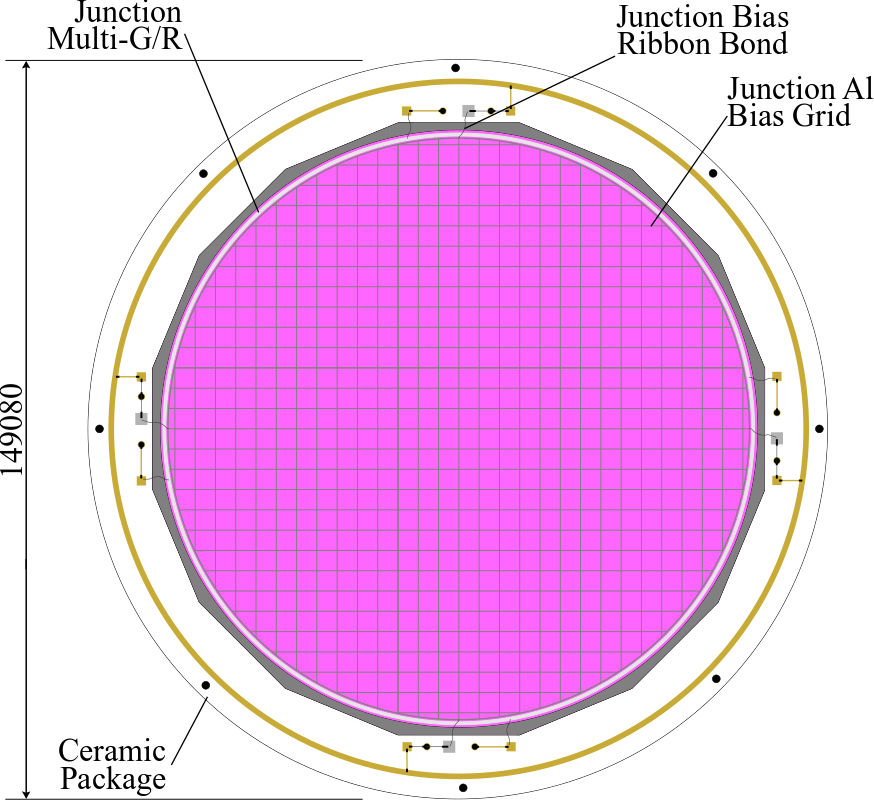 Junction
Multi-G/R
Junction Bias
Ribbon Bond
Junction Al
Bias Grid
149080
Ceramic
Package